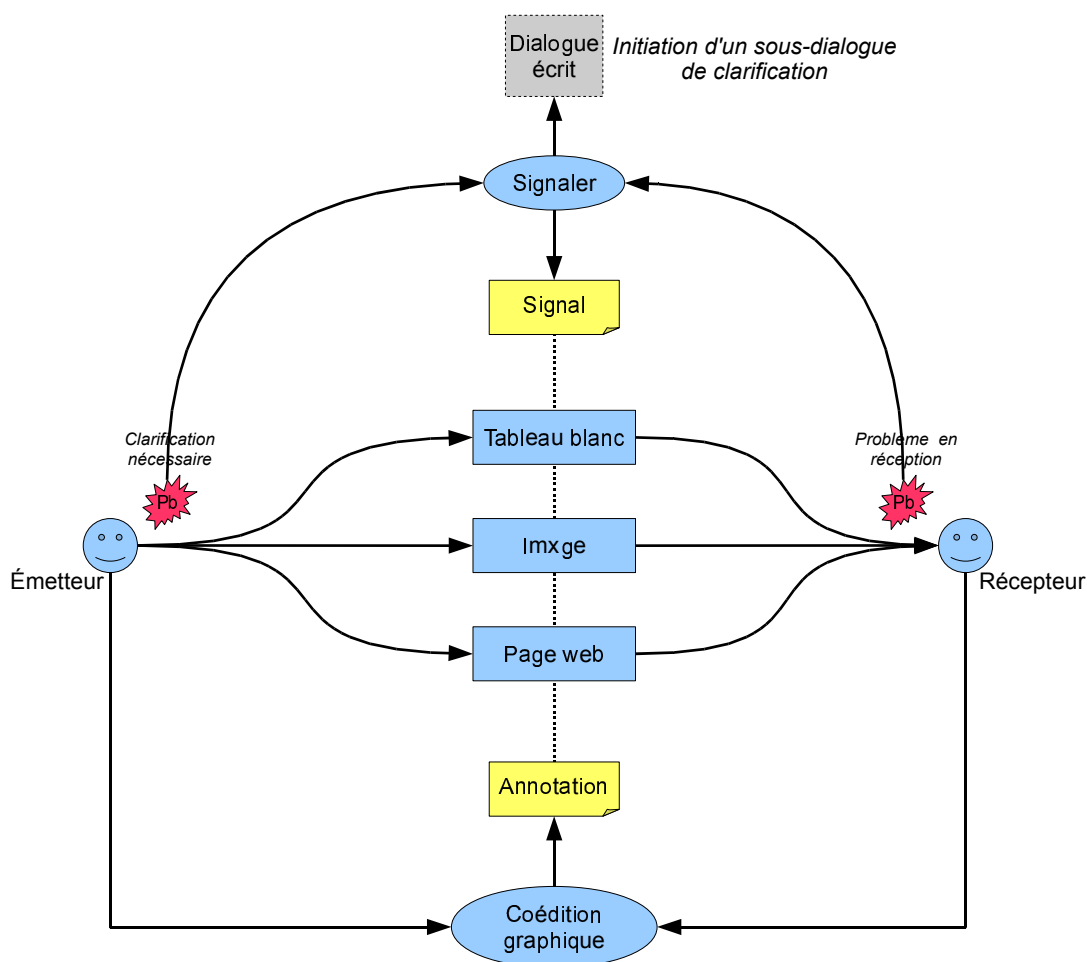 Dialogue
écrit
Initiation d'un sous-dialogue
de clarification
Signaler
Signal
Clarification
nécessaire
Tableau blanc
Probleme en
réception
Pb
Pb
Imxge
Émetteur
Récepteur
Page web
Annotation
Coédition
graphique